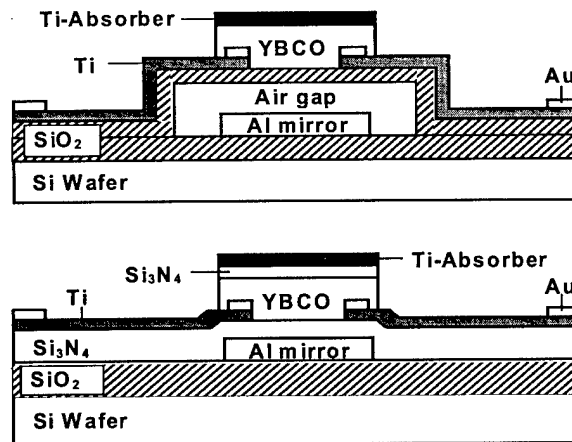 Ti-Absorber
YBCO
Ti
Air gap
Au
Al mirror
SiO₂
Si Wafer
Ti-Absorber
Si₃N₄
Ti
YBCO
Au
Si₃N₄
Al mirror
SiO₂
Si Wafer